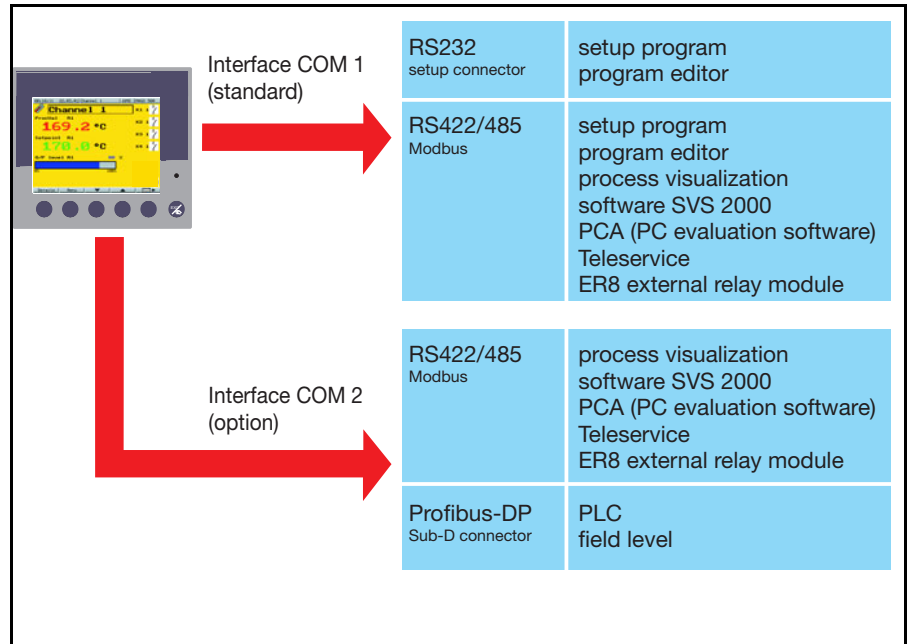 Channel 1
169.2 °C
170.0 °C
Interface COM 1
(standard)
RS232
setup connector
setup program
program editor
RS422/485
Modbus
setup program
program editor
process visualization
software SVS 2000
PCA (PC evaluation software)
Teleservice
ER8 external relay module
Interface COM 2
(option)
RS422/485
Modbus
process visualization
software SVS 2000
PCA (PC evaluation software)
Teleservice
ER8 external relay module
Profibus-DP
Sub-D connector
PLC
field level